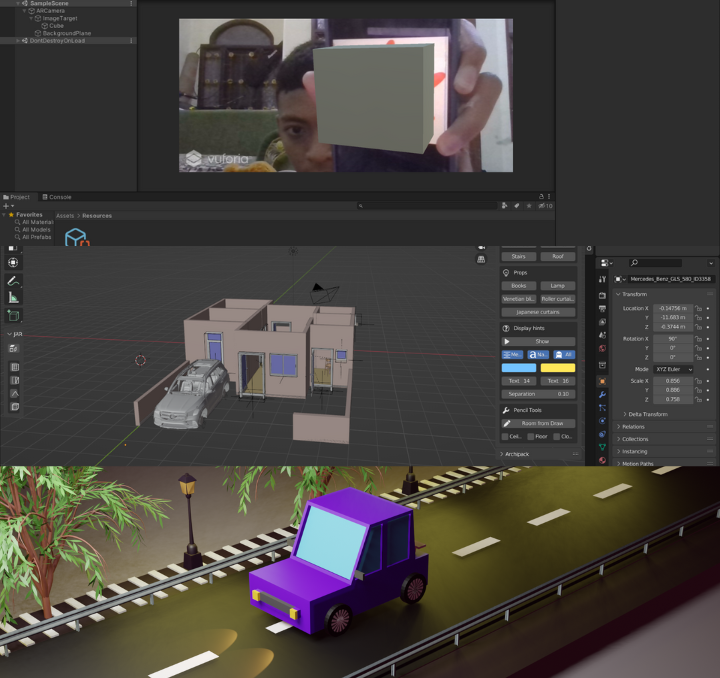 SampleScene
ARCamera
ImageTarget
Cube
BackgroundPlane
DontDestroyOnLoad
vuforia
Project
Console
Favorites
All Material
All Models
All Prefabs
Assets > Resources
10
Stairs
Roof
Props
Books
Lamp
Venetian bli..
Roller curtai..
Japanese curtains
Display hints
Show
Me..
Na..
All
Text 14
Text 16
Separation 0.10
Pencil Tools
Room from Draw
Ceil..
Floor
Clo..
Archipack
Mercedes_Benz_GLS_580_ID3358
Transform
Location X -0.14756 m
Y -11.683 m
Z -0.3744 m
Rotation X 90°
Y 0°
Z 0°
Mode XYZ Euler
Scale X 0.656
Y 0.886
Z 0.758
Delta Transform
Relations
Collections
Instancing
Motion Paths